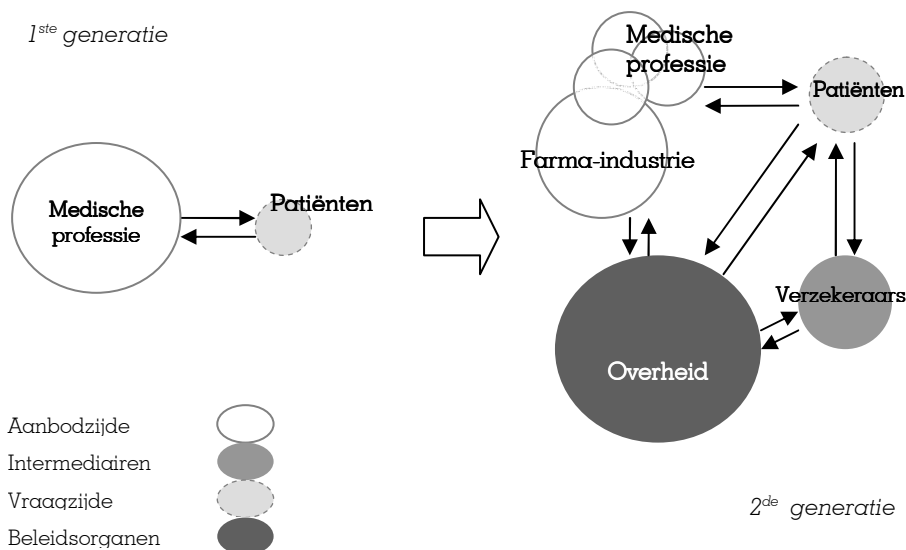 1ste generatie
Medische
professie
Patiënten
Medische
professie
Patiënten
Farma-industrie
Verzekeraars
Overheid
Aanbodzijde
Intermediairen
Vraagzijde
Beleidsorganen
2de generatie